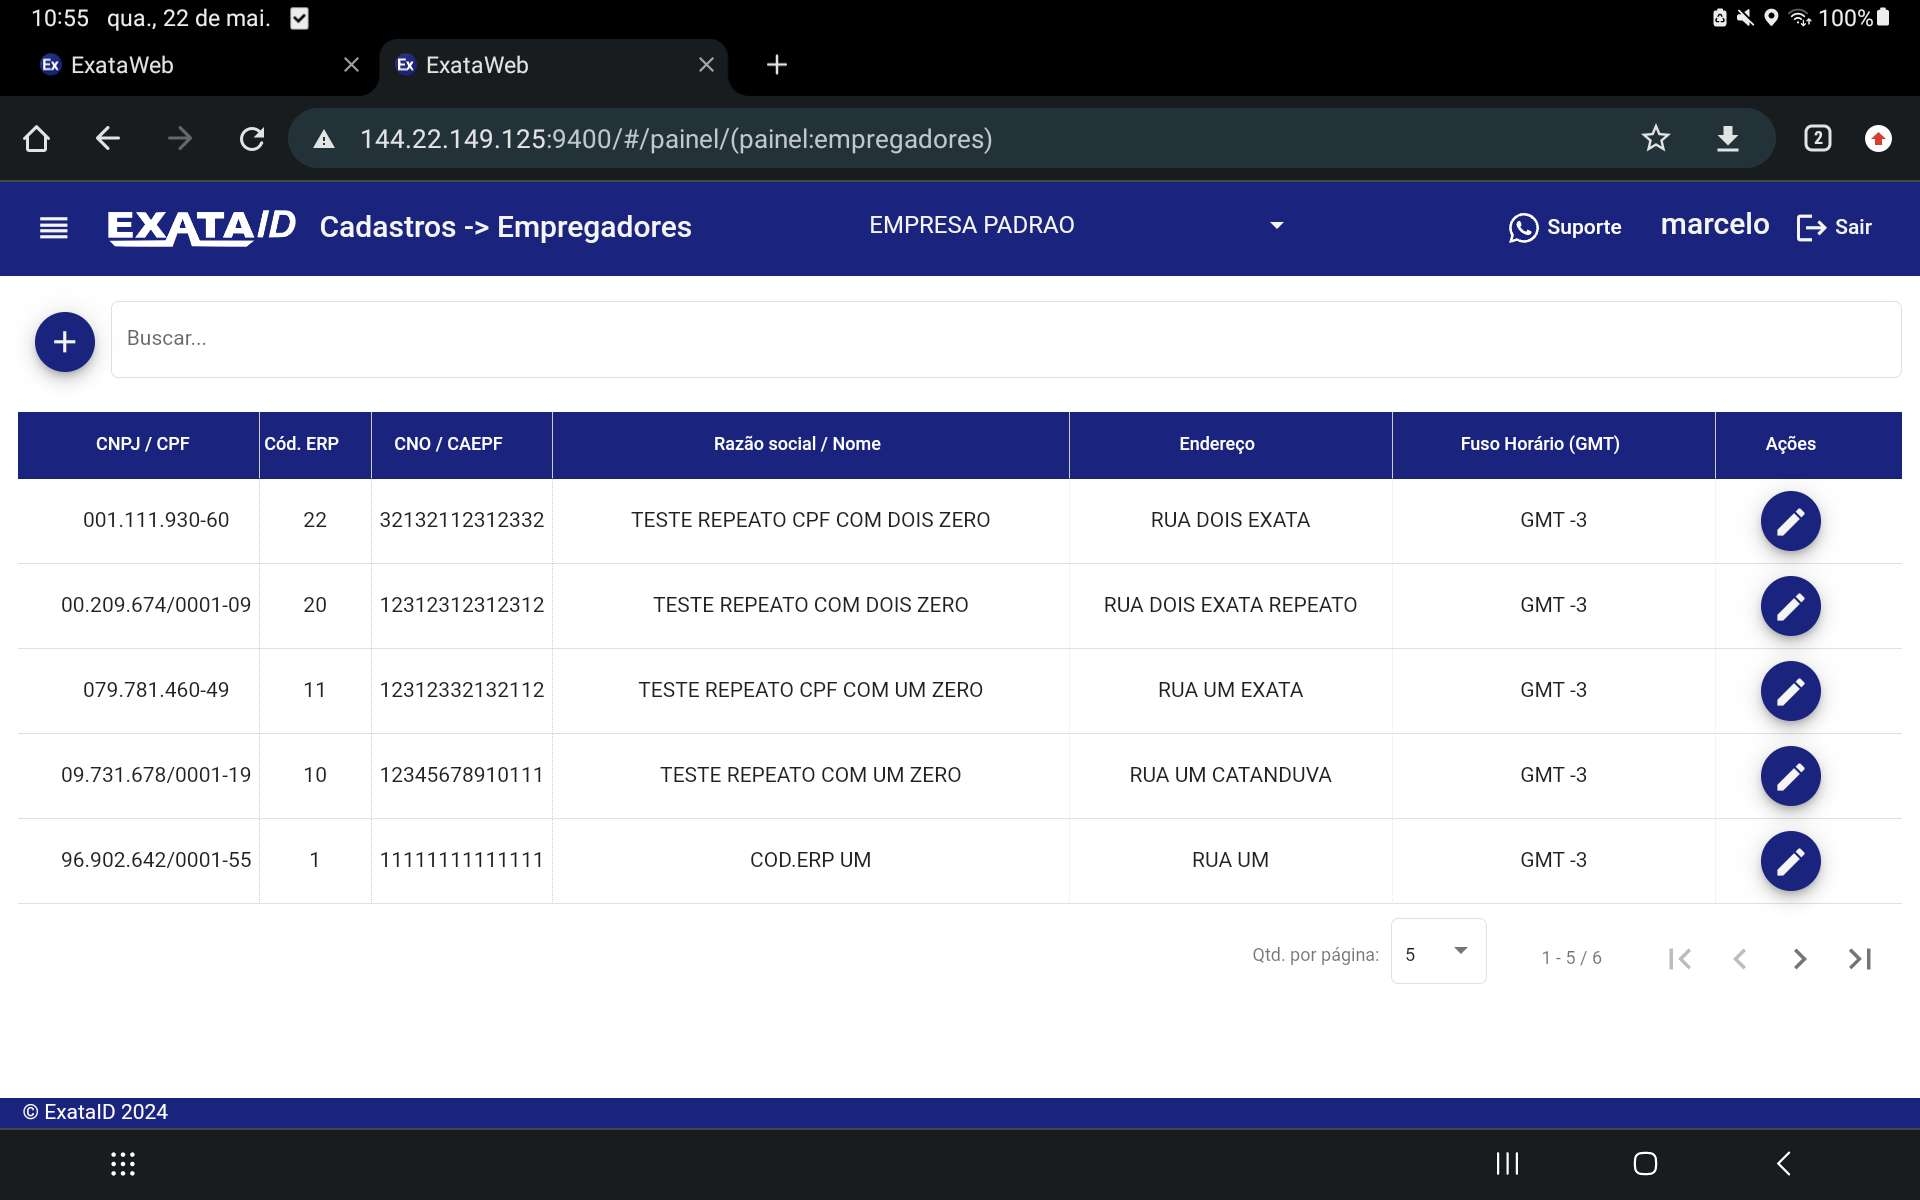 10:55 qua., 22 de mai. 100%
Ex ExataWeb Ex ExataWeb
144.22.149.125:9400/#/painel/(painel:empregadores) 2
EXATAID Cadastros -> Empregadores EMPRESA PADRAO Suporte marcelo Sair
Buscar...
CNPJ / CPF Cód. ERP CNO / CAEPF Razão social / Nome Endereço Fuso Horário (GMT) Ações
001.111.930-60 22 32132112312332 TESTE REPEATO CPF COM DOIS ZERO RUA DOIS EXATA GMT -3
00.209.674/0001-09 20 12312312312312 TESTE REPEATO COM DOIS ZERO RUA DOIS EXATA REPEATO GMT -3
079.781.460-49 11 12312332132112 TESTE REPEATO CPF COM UM ZERO RUA UM EXATA GMT -3
09.731.678/0001-19 10 12345678910111 TESTE REPEATO COM UM ZERO RUA UM CATANDUVA GMT -3
96.902.642/0001-55 1 11111111111111 COD.ERP UM RUA UM GMT -3
Qtd. por página: 5 1 - 5 / 6
© ExataID 2024